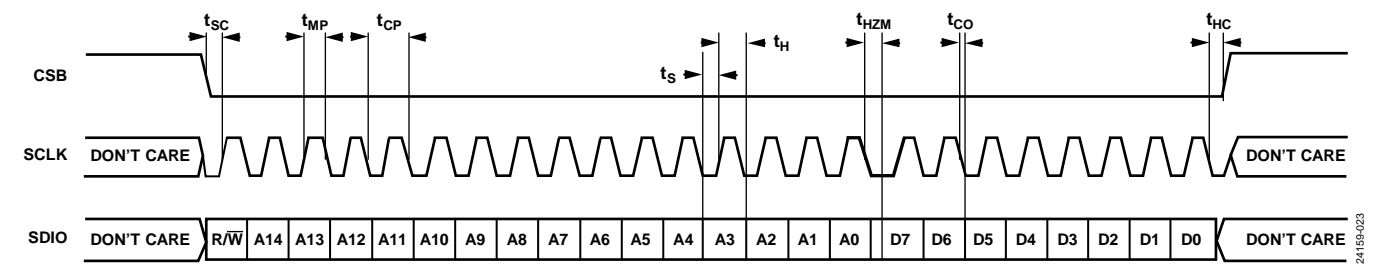 tSC tMP tCP tHZM tCO tHC
tH
tS
CSB
SCLK DON'T CARE DON'T CARE
SDIO DON'T CARE R/W̅ A14 A13 A12 A11 A10 A9 A8 A7 A6 A5 A4 A3 A2 A1 A0 D7 D6 D5 D4 D3 D2 D1 D0 DON'T CARE
24159-023